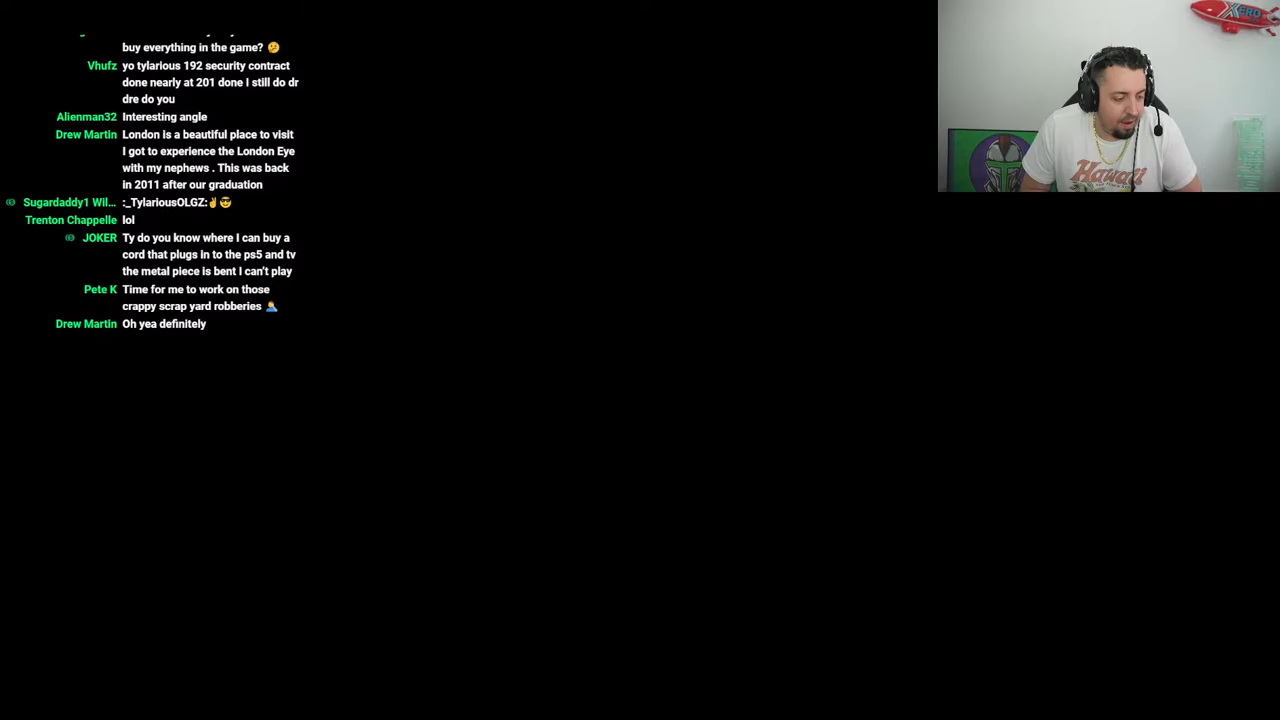 buy everything in the game? 🤔
Vhufz yo tylarious 192 security contract
done nearly at 201 done I still do dr
dre do you
Alienman32 Interesting angle
Drew Martin London is a beautiful place to visit
I got to experience the London Eye
with my nephews . This was back
in 2011 after our graduation
Sugardaddy1 Wil... :_TylariousOLGZ:✌️😎
Trenton Chappelle lol
JOKER Ty do you know where I can buy a
cord that plugs in to the ps5 and tv
the metal piece is bent I can't play
Pete K Time for me to work on those
crappy scrap yard robberies 🤦‍♂️
Drew Martin Oh yea definitely
XERO
Hawaii